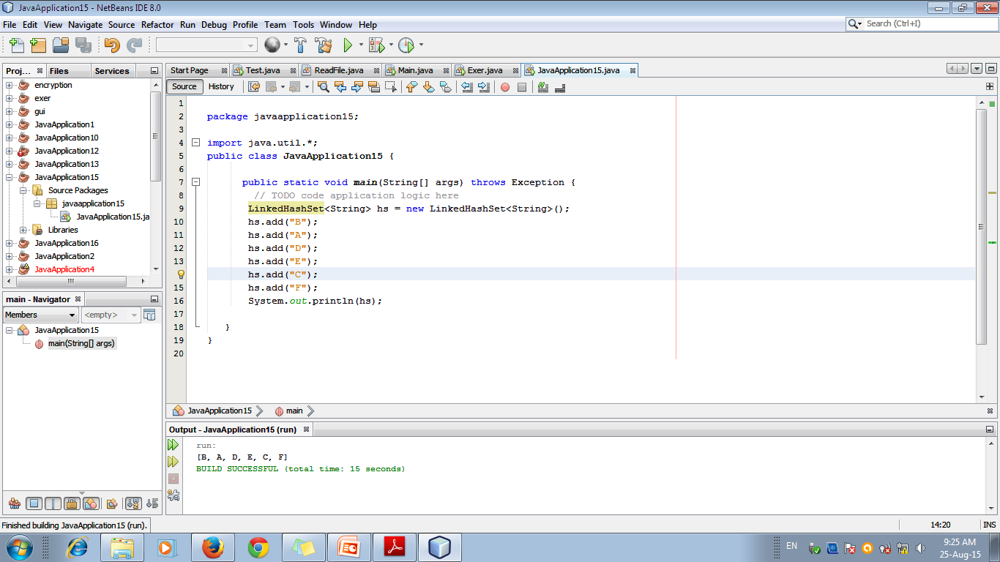 JavaApplication15 - NetBeans IDE 8.0
File Edit View Navigate Source Refactor Run Debug Profile Team Tools Window Help
Search (Ctrl+I)
Proj... Files Services
encryption
exer
gui
JavaApplication1
JavaApplication10
JavaApplication12
JavaApplication13
JavaApplication15
Source Packages
javaapplication15
JavaApplication15.ja
Libraries
JavaApplication16
JavaApplication2
JavaApplication4
main - Navigator
Members <empty>
JavaApplication15
main(String[] args)
Start Page Test.java ReadFile.java Main.java Exer.java JavaApplication15.java
Source History
1
2 package javaapplication15;
3
4 import java.util.*;
5 public class JavaApplication15 {
6
7 public static void main(String[] args) throws Exception {
8 // TODO code application logic here
9 LinkedHashSet<String> hs = new LinkedHashSet<String>();
10 hs.add("B");
11 hs.add("A");
12 hs.add("D");
13 hs.add("E");
hs.add("C");
15 hs.add("F");
16 System.out.println(hs);
17
18 }
19 }
20
JavaApplication15 main
Output - JavaApplication15 (run)
run:
[B, A, D, E, C, F]
BUILD SUCCESSFUL (total time: 15 seconds)
Finished building JavaApplication15 (run).
14:20 INS
EN
9:25 AM
25-Aug-15